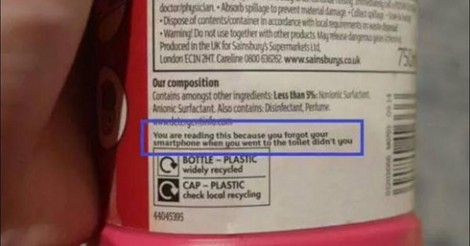 doctor/physician. • Absorb spillage to prevent material damage. • Collect spillage.
• Dispose of contents/container in accordance with local requirements
• Warning! Do not use together with other products. May release dangerous gases
Produced in the UK for Sainsbury's Supermarkets Ltd,
London EC1N 2HT. Careline 0800 636262 www.sainsburys.co.uk
750
Our composition
Contains amongst other ingredients: Less than 5%: Nonionic Surfactant,
Anionic Surfactant. Also contains: Disinfectant, Perfume.
You are reading this because you forgot your
smartphone when you went to the toilet didn't you
BOTTLE – PLASTIC
widely recycled
CAP – PLASTIC
check local recycling
44045395